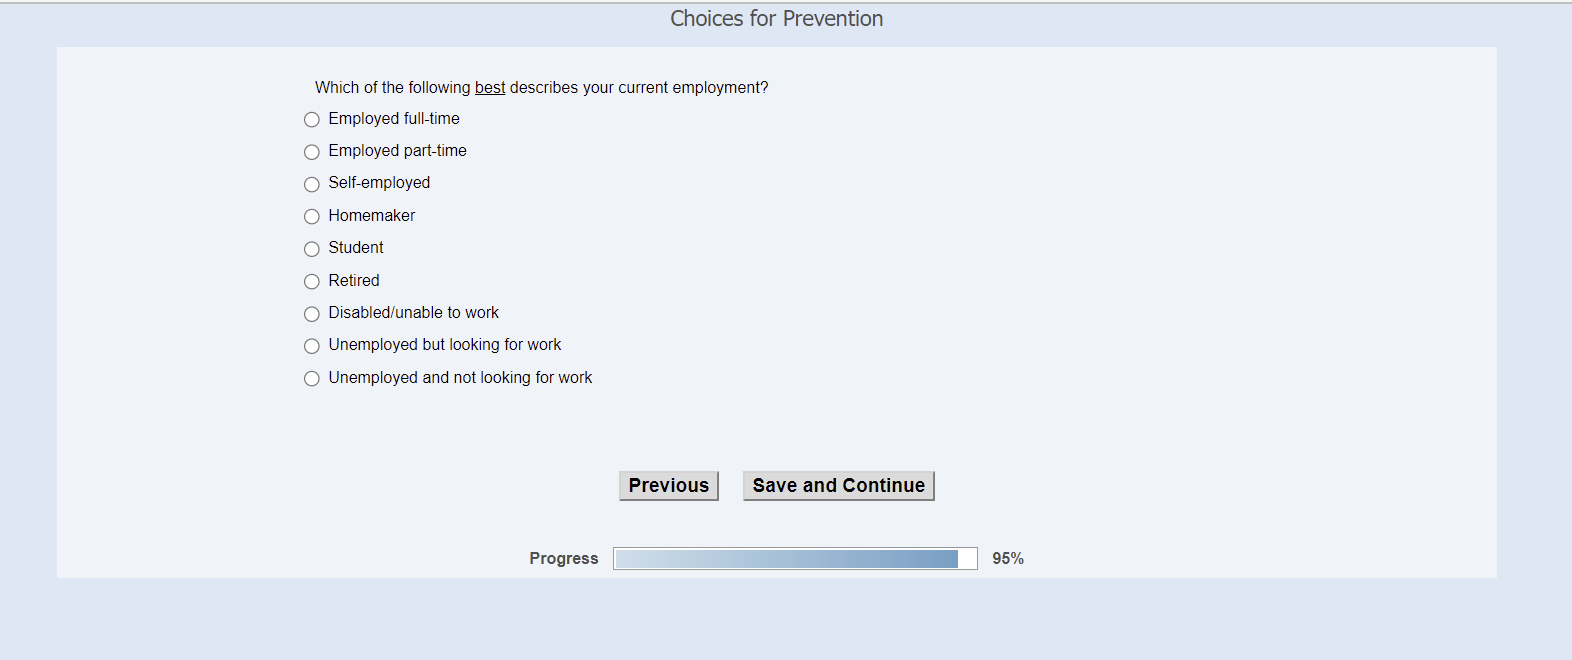 Choices for Prevention
Which of the following best describes your current employment?
Employed full-time
Employed part-time
Self-employed
Homemaker
Student
Retired
Disabled/unable to work
Unemployed but looking for work
Unemployed and not looking for work
Previous Save and Continue
Progress 95%